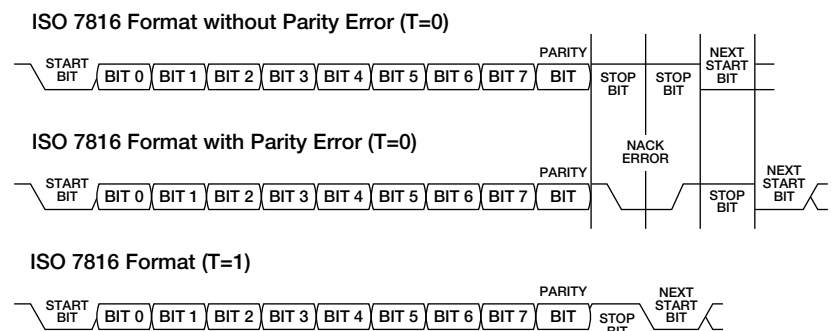 ISO 7816 Format without Parity Error (T=0)
START BIT
BIT 0 BIT 1 BIT 2 BIT 3 BIT 4 BIT 5 BIT 6 BIT 7
PARITY BIT
STOP BIT
STOP BIT
NEXT START BIT
ISO 7816 Format with Parity Error (T=0)
START BIT
BIT 0 BIT 1 BIT 2 BIT 3 BIT 4 BIT 5 BIT 6 BIT 7
PARITY BIT
NACK ERROR
STOP BIT
NEXT START BIT
ISO 7816 Format (T=1)
START BIT
BIT 0 BIT 1 BIT 2 BIT 3 BIT 4 BIT 5 BIT 6 BIT 7
PARITY BIT
STOP BIT
NEXT START BIT